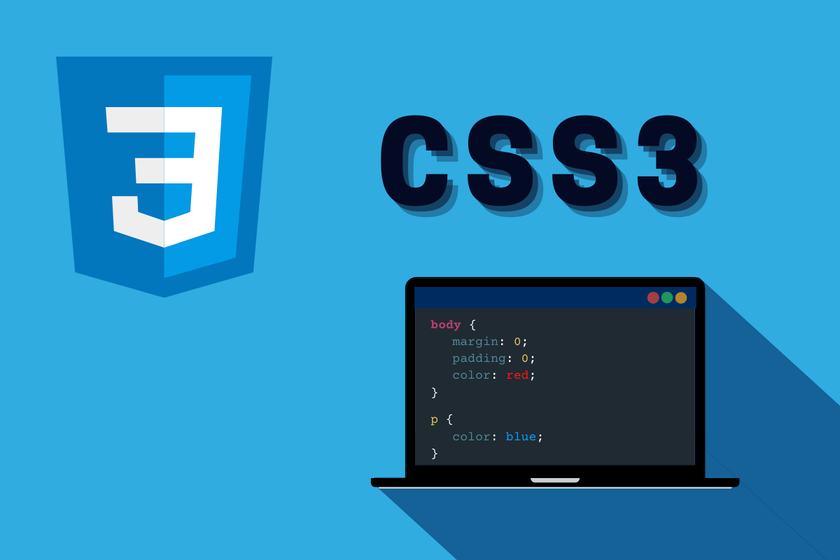 3
CSS3
body {
margin: 0;
padding: 0;
color: red;
}
p {
color: blue;
}